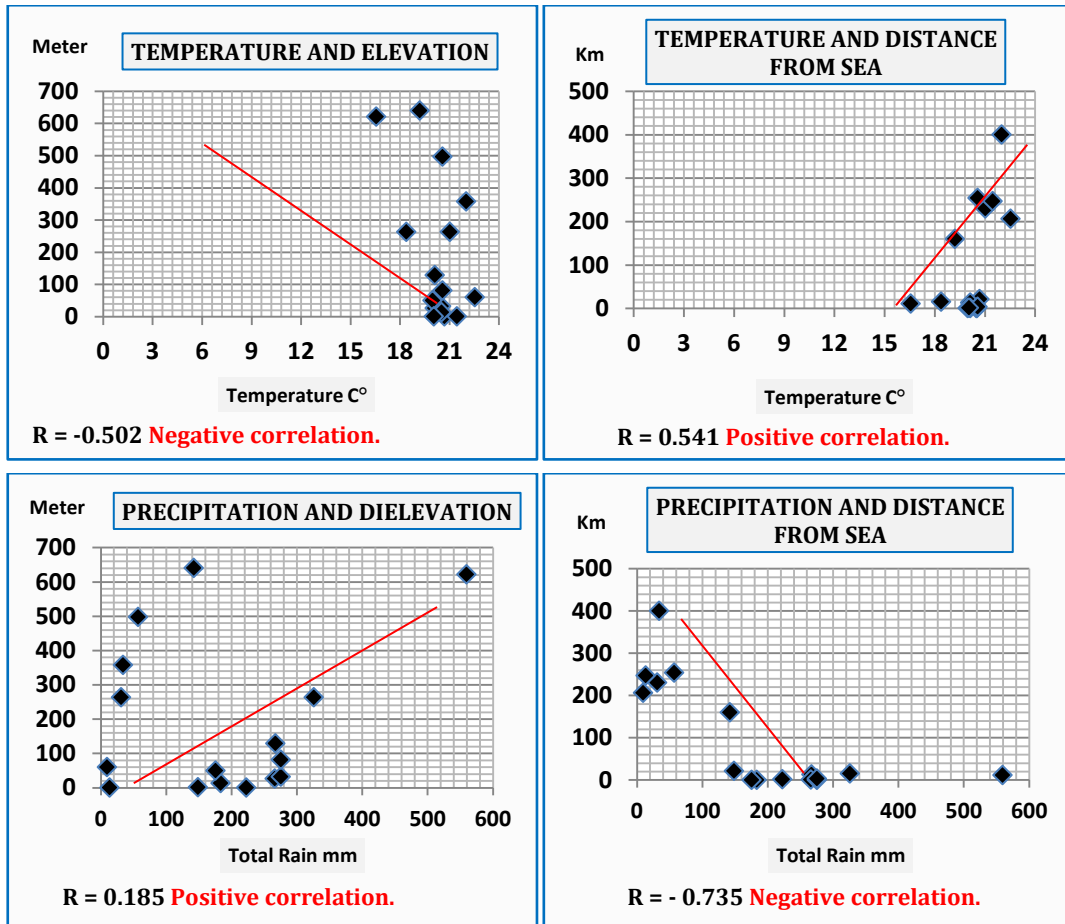 Meter
TEMPERATURE AND ELEVATION
700
600
500
400
300
200
100
0
0 3 6 9 12 15 18 21 24
Temperature C°
R = -0.502 Negative correlation.
Km
TEMPERATURE AND DISTANCE
FROM SEA
500
400
300
200
100
0
0 3 6 9 12 15 18 21 24
Temperature C°
R = 0.541 Positive correlation.
Meter
PRECIPITATION AND DIELEVATION
700
600
500
400
300
200
100
0
0 100 200 300 400 500 600
Total Rain mm
R = 0.185 Positive correlation.
Km
PRECIPITATION AND DISTANCE
FROM SEA
500
400
300
200
100
0
0 100 200 300 400 500 600
Total Rain mm
R = - 0.735 Negative correlation.